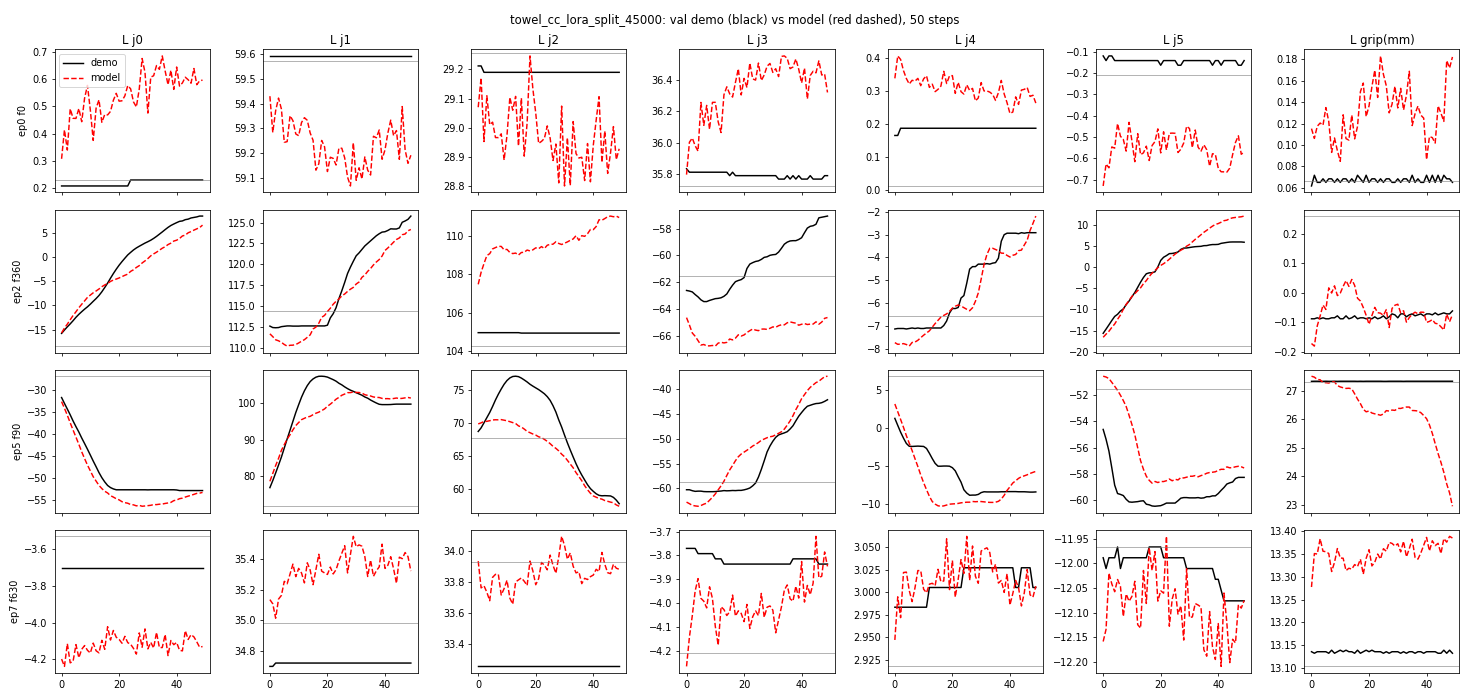 towel_cc_lora_split_45000: val demo (black) vs model (red dashed), 50 steps
L j0 L j1 L j2 L j3 L j4 L j5 L grip(mm)
demo
model
ep0 f0
0.7 0.6 0.5 0.4 0.3 0.2
59.6 59.5 59.4 59.3 59.2 59.1
29.2 29.1 29.0 28.9 28.8
36.4 36.2 36.0 35.8
0.4 0.3 0.2 0.1 0.0
−0.1 −0.2 −0.3 −0.4 −0.5 −0.6 −0.7
0.18 0.16 0.14 0.12 0.10 0.08 0.06
ep2 f360
5 0 −5 −10 −15
125.0 122.5 120.0 117.5 115.0 112.5 110.0
110 108 106 104
−58 −60 −62 −64 −66
−2 −3 −4 −5 −6 −7 −8
10 5 0 −5 −10 −15 −20
0.2 0.1 0.0 −0.1 −0.2
ep5 f90
−30 −35 −40 −45 −50 −55
100 90 80
75 70 65 60
−40 −45 −50 −55 −60
5 0 −5 −10
−52 −54 −56 −58 −60
27 26 25 24 23
ep7 f630
−3.6 −3.8 −4.0 −4.2
35.4 35.2 35.0 34.8
34.0 33.8 33.6 33.4
−3.7 −3.8 −3.9 −4.0 −4.1 −4.2
3.050 3.025 3.000 2.975 2.950 2.925
−11.95 −12.00 −12.05 −12.10 −12.15 −12.20
13.40 13.35 13.30 13.25 13.20 13.15 13.10
0 20 40 0 20 40 0 20 40 0 20 40 0 20 40 0 20 40 0 20 40